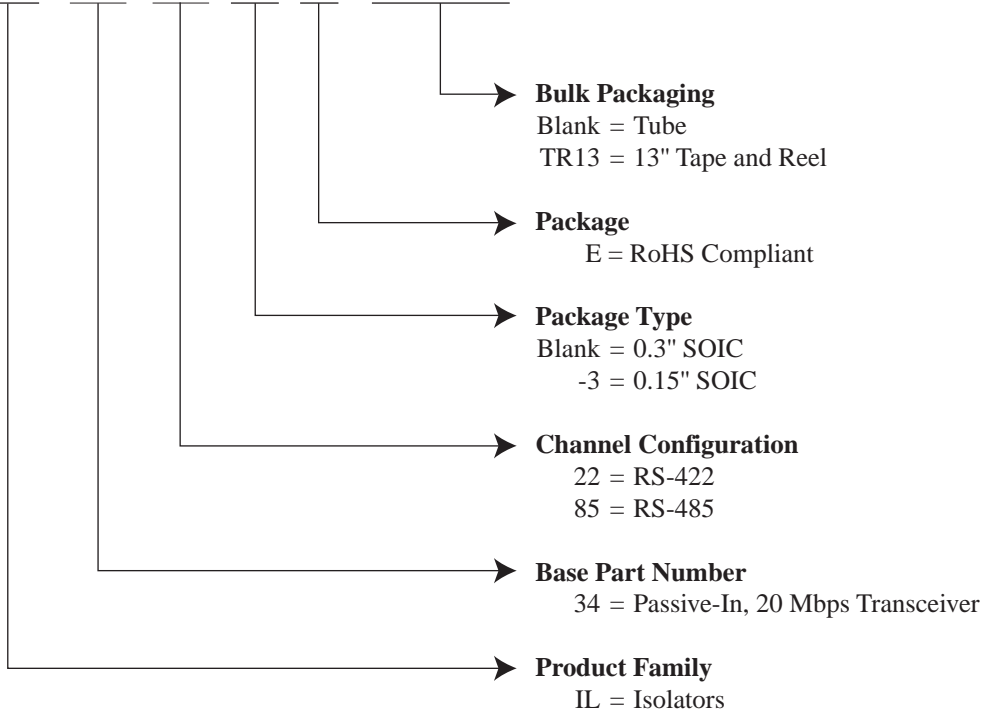 Bulk Packaging
Blank = Tube
TR13 = 13" Tape and Reel
Package
E = RoHS Compliant
Package Type
Blank = 0.3" SOIC
-3 = 0.15" SOIC
Channel Configuration
22 = RS-422
85 = RS-485
Base Part Number
34 = Passive-In, 20 Mbps Transceiver
Product Family
IL = Isolators